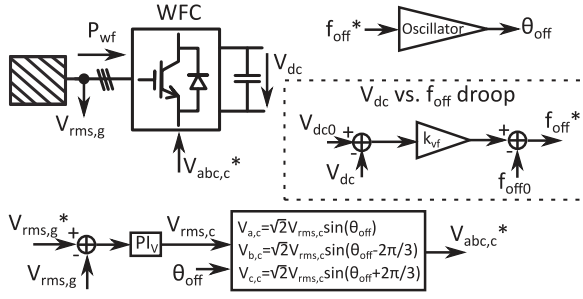 WFC
P_wf
V_dc
V_rms,g
V_abc,c*
f_off*
Oscillator
θ_off
V_dc vs. f_off droop
V_dc0 + - k_vf + - f_off*
V_dc
f_off0
V_rms,g* + - PI_V V_rms,c
V_rms,g
θ_off
V_a,c=√2V_rms,c sin(θ_off)
V_b,c=√2V_rms,c sin(θ_off-2π/3)
V_c,c=√2V_rms,c sin(θ_off+2π/3)
V_abc,c*